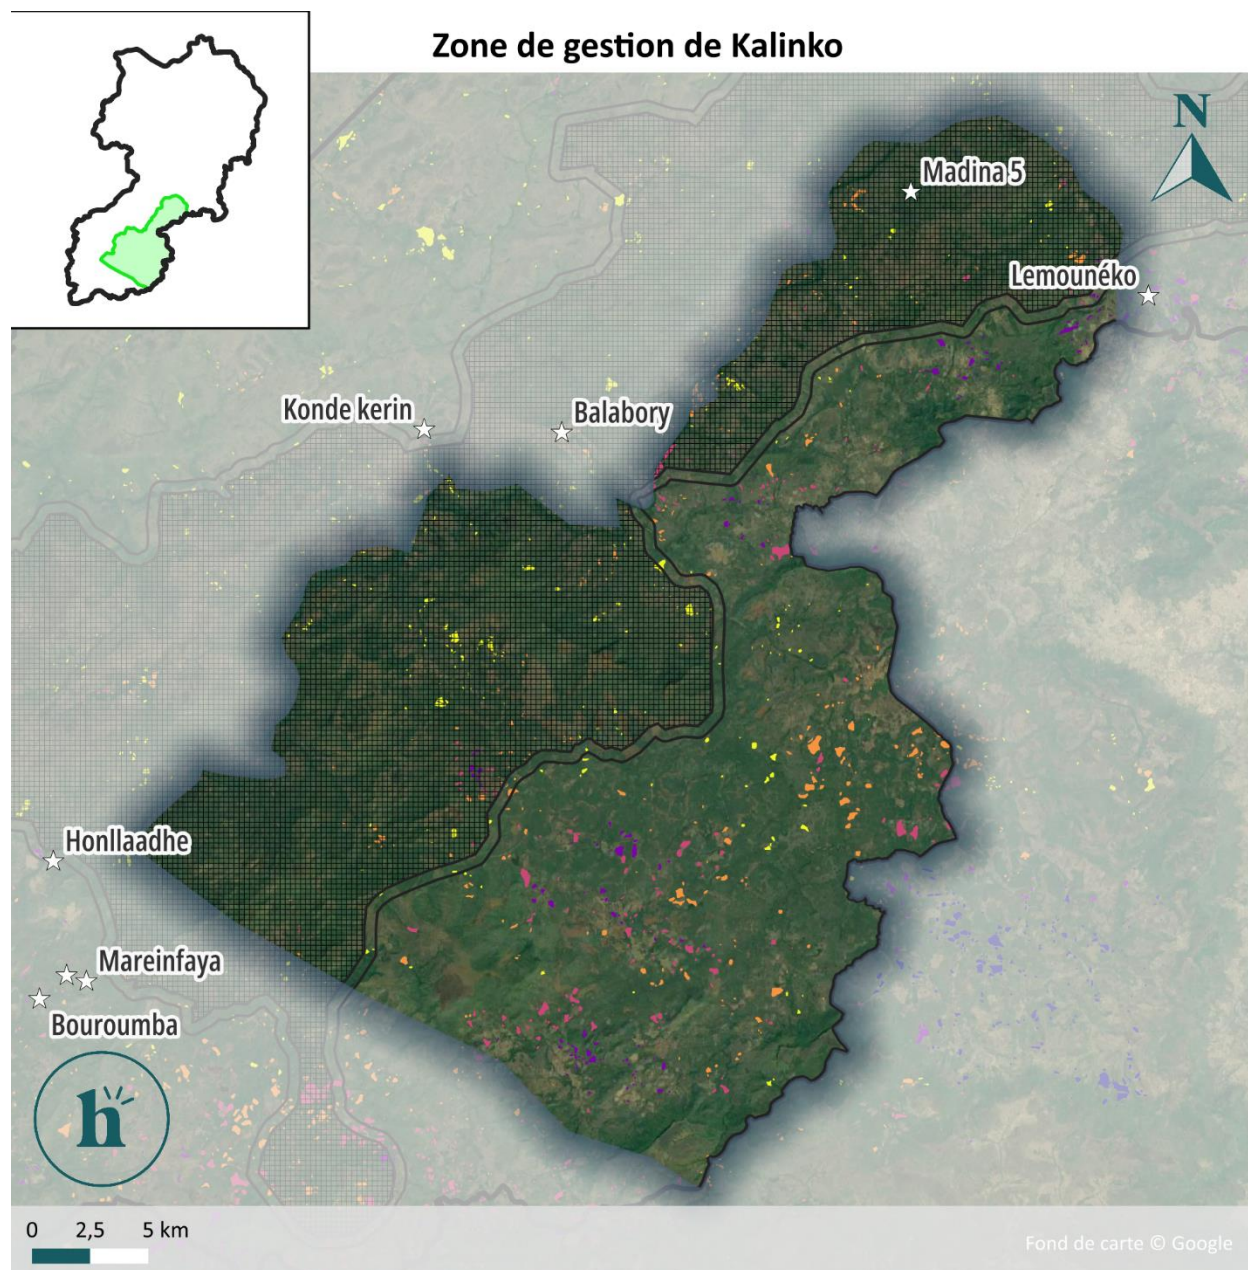 Zone de gestion de Kalinko
N
Madina 5
Lemounéko
Konde kerin
Balabory
Honllaadhe
Mareinfaya
Bouroumba
h
0 2,5 5 km
Fond de carte © Google